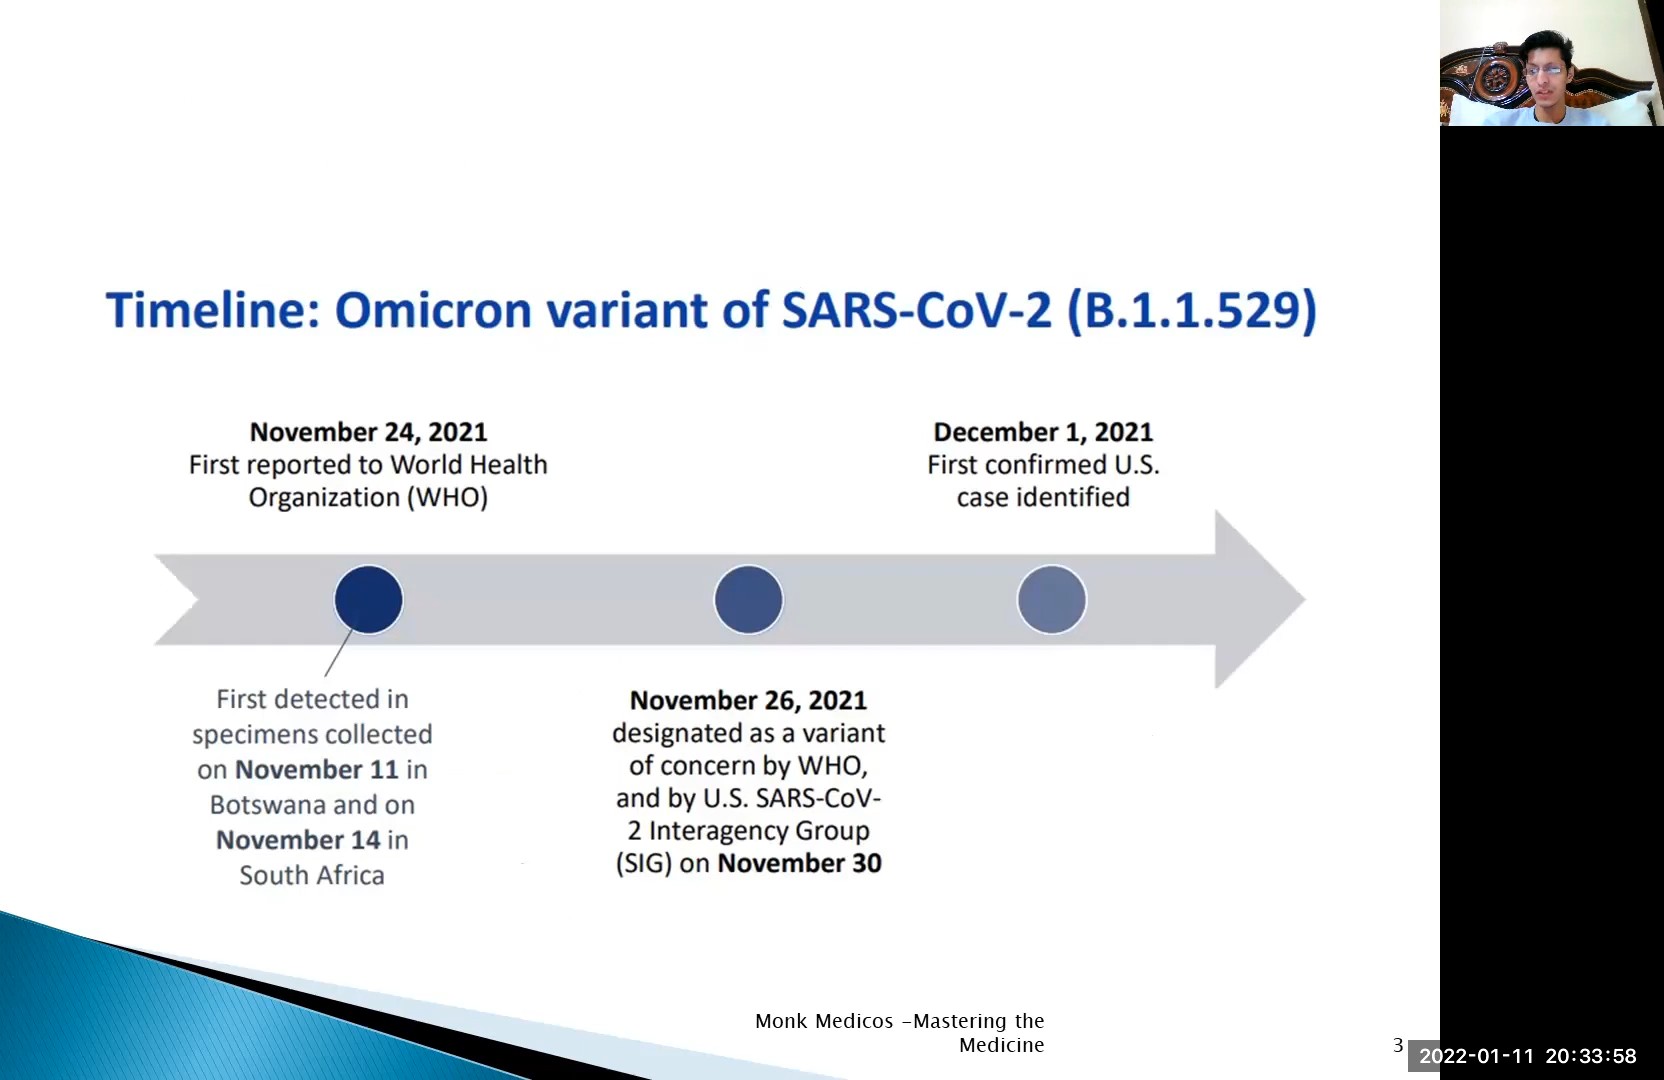 Timeline: Omicron variant of SARS-CoV-2 (B.1.1.529)
November 24, 2021
First reported to World Health
Organization (WHO)
December 1, 2021
First confirmed U.S.
case identified
First detected in
specimens collected
on November 11 in
Botswana and on
November 14 in
South Africa
November 26, 2021
designated as a variant
of concern by WHO,
and by U.S. SARS-CoV-
2 Interagency Group
(SIG) on November 30
Monk Medicos -Mastering the
Medicine
3
2022-01-11 20:33:58